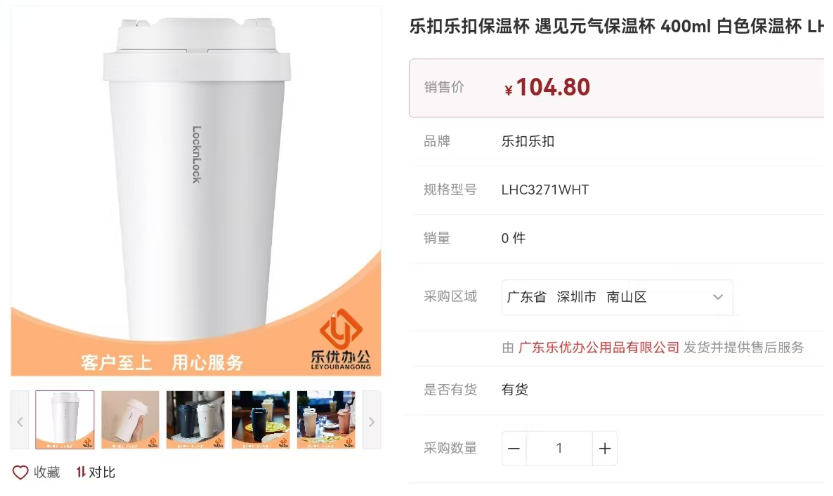 乐扣乐扣保温杯 遇见元气保温杯 400ml 白色保温杯 LH
销售价 ¥104.80
品牌 乐扣乐扣
规格型号 LHC3271WHT
销量 0 件
采购区域 广东省 深圳市 南山区
由 广东乐优办公用品有限公司 发货并提供售后服务
是否有货 有货
采购数量 1
LocknLock
客户至上 用心服务
乐优办公
LEYOUBANGONG
收藏 对比